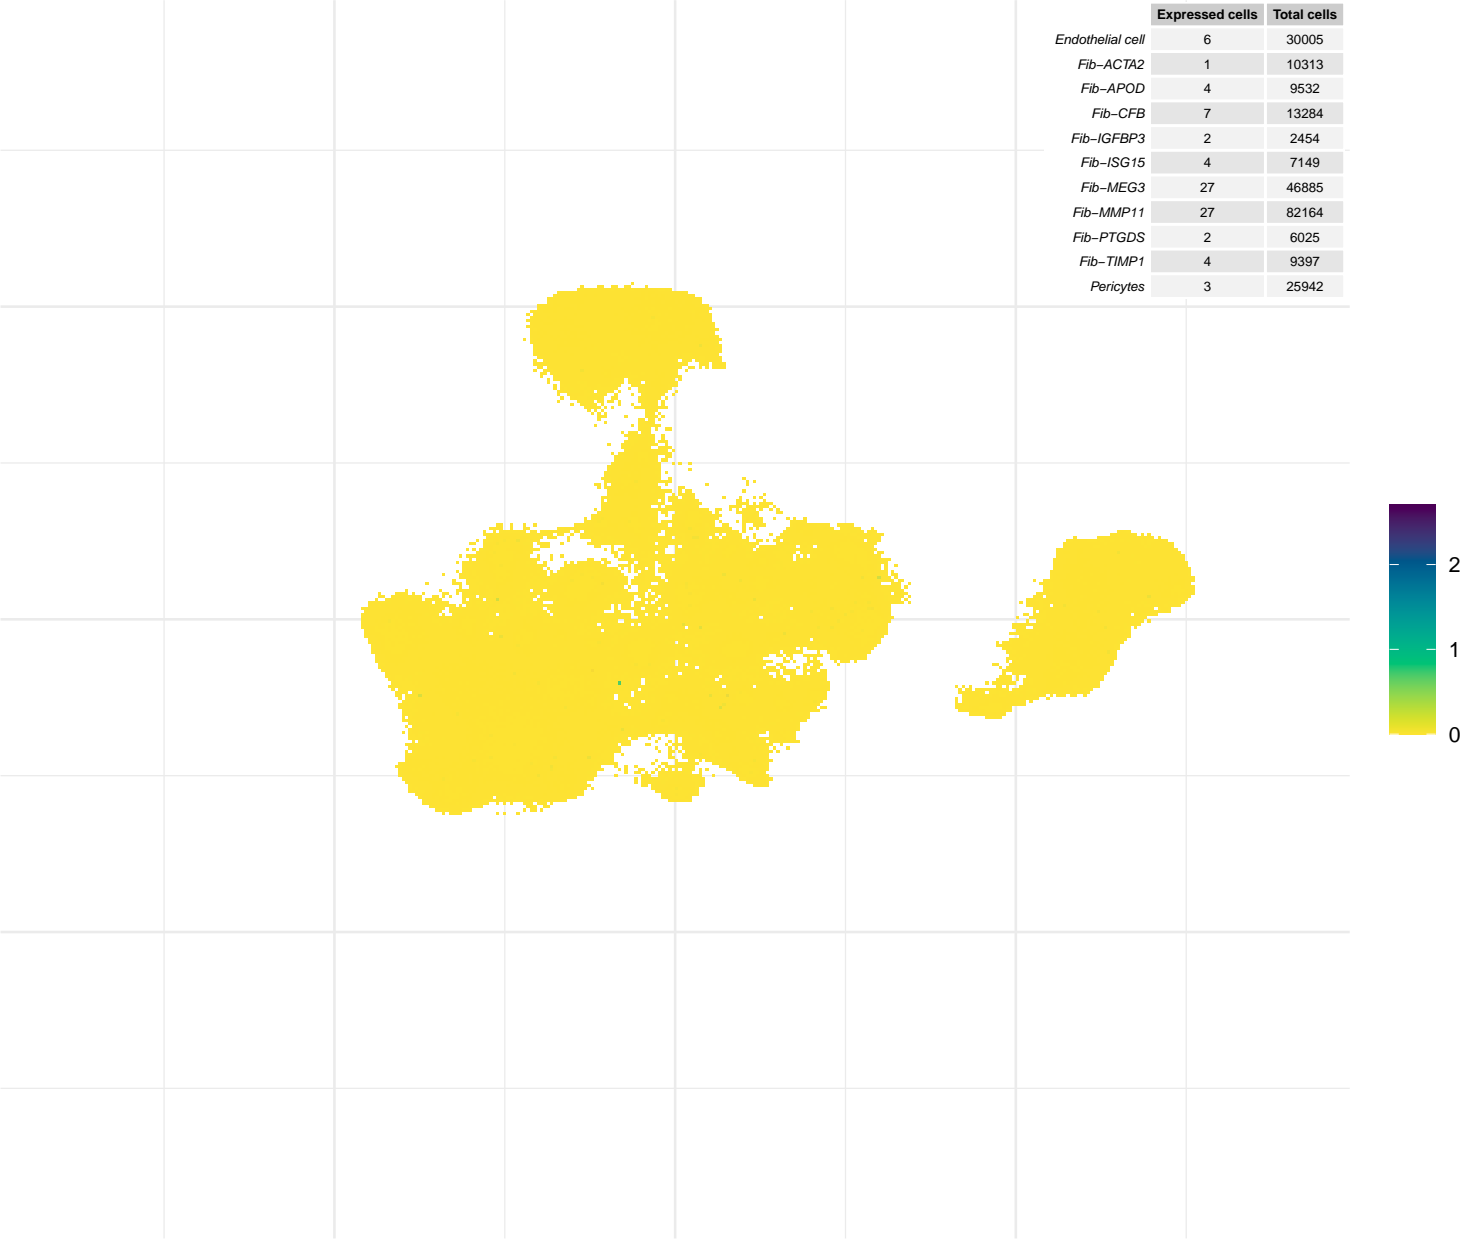 Expressed cells Total cells
Endothelial cell 6 30005
Fib−ACTA2 1 10313
Fib−APOD 4 9532
Fib−CFB 7 13284
Fib−IGFBP3 2 2454
Fib−ISG15 4 7149
Fib−MEG3 27 46885
Fib−MMP11 27 82164
Fib−PTGDS 2 6025
Fib−TIMP1 4 9397
Pericytes 3 25942
2
1
0